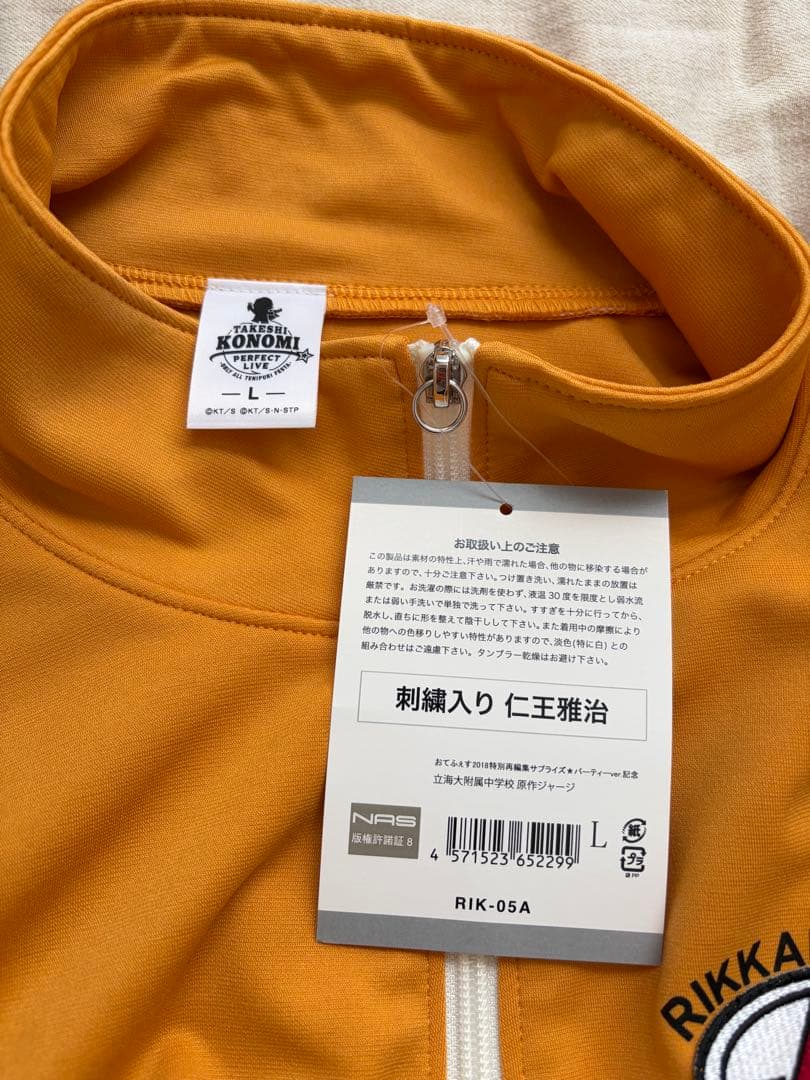 TAKESHI
KONOMI
PERFECT
LIVE
-ONLY ALL TENIPURI FESTA-
— L —
©KT/S ©KT/S·N·STP
お取扱い上のご注意
この製品は素材の特性上、汗や雨で濡れた場合、他の物に移染する場合が
ありますので、十分ご注意下さい。つけ置き洗い、濡れたままの放置は
厳禁です。お洗濯の際には洗剤を使わず、液温30度を限度とし弱水流
または弱い手洗いで単独で洗って下さい。すすぎを十分に行ってから、
脱水し、直ちに形を整えて陰干しして下さい。また着用中の摩擦により
他の物への色移りしやすい特性がありますので、淡色(特に白)との
組み合わせはご遠慮下さい。タンブラー乾燥はお避け下さい。
刺繍入り 仁王雅治
おてふぇす2018特別再編集サプライズ★パーティーver.記念
立海大附属中学校 原作ジャージ
NAS
版権許諾証 8
4 571523 652299
L
紙
プラ
PP
RIK-05A
RIKKA